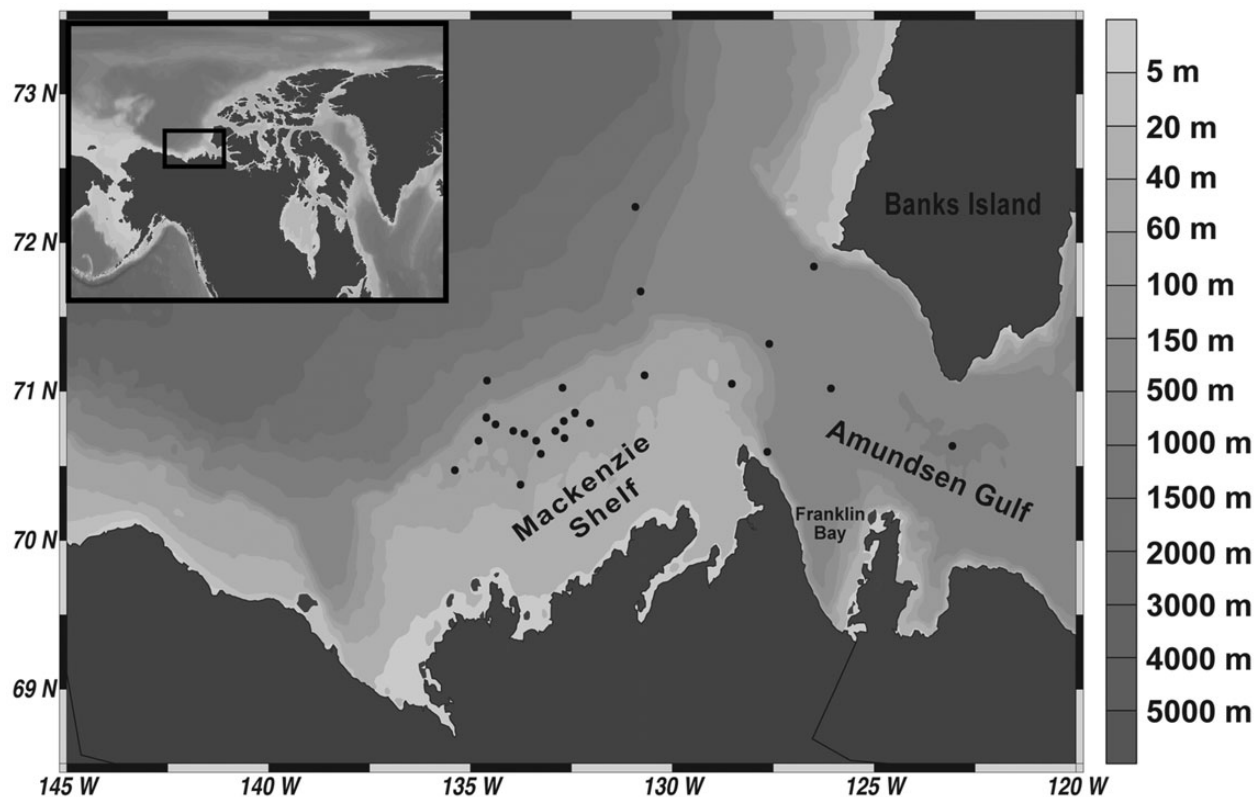 73 N
72 N
71 N
70 N
69 N
145 W
140 W
135 W
130 W
125 W
120 W
Banks Island
Amundsen Gulf
Mackenzie
Shelf
Franklin
Bay
5 m
20 m
40 m
60 m
100 m
150 m
500 m
1000 m
1500 m
2000 m
3000 m
4000 m
5000 m